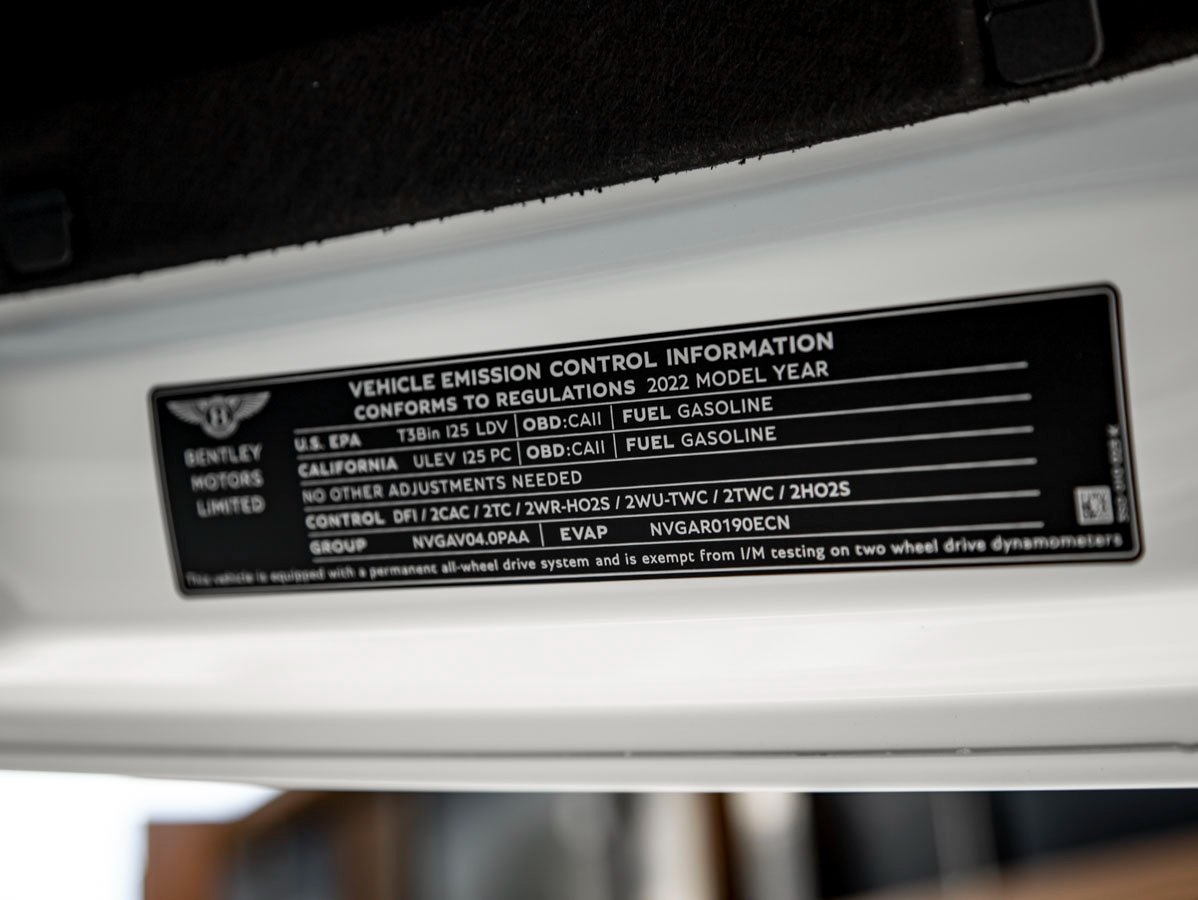 VEHICLE EMISSION CONTROL INFORMATION
CONFORMS TO REGULATIONS 2022 MODEL YEAR
B
BENTLEY
MOTORS
LIMITED
U.S. EPA T3Bin 125 LDV OBD:CAII FUEL GASOLINE
CALIFORNIA ULEV 125 PC OBD:CAII FUEL GASOLINE
NO OTHER ADJUSTMENTS NEEDED
CONTROL DFI / 2CAC / 2TC / 2WR-HO2S / 2WU-TWC / 2TWC / 2HO2S
GROUP NVGAV04.0PAA EVAP NVGAR0190ECN
This vehicle is equipped with a permanent all-wheel drive system and is exempt from I/M testing on two wheel drive dynamometers